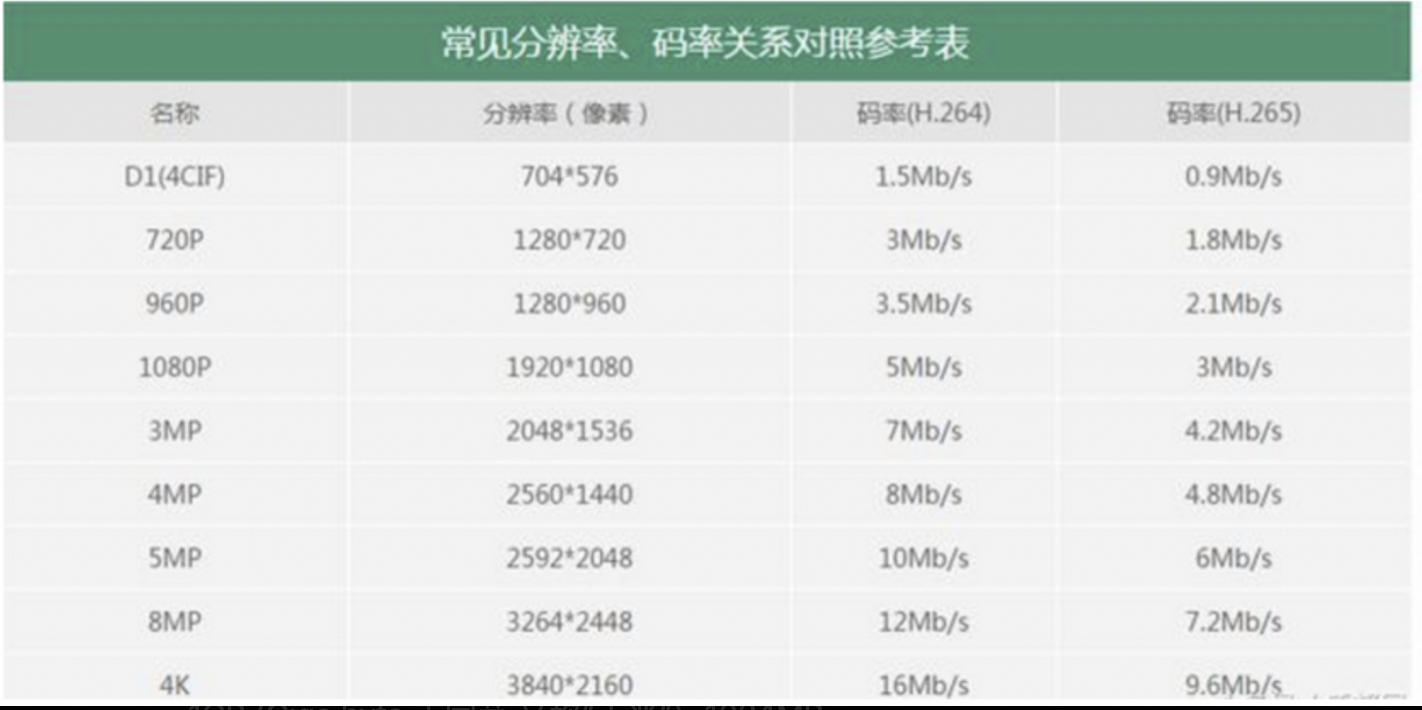 常见分辨率、码率关系对照参考表
名称 分辨率（像素） 码率(H.264) 码率(H.265)
D1(4CIF) 704*576 1.5Mb/s 0.9Mb/s
720P 1280*720 3Mb/s 1.8Mb/s
960P 1280*960 3.5Mb/s 2.1Mb/s
1080P 1920*1080 5Mb/s 3Mb/s
3MP 2048*1536 7Mb/s 4.2Mb/s
4MP 2560*1440 8Mb/s 4.8Mb/s
5MP 2592*2048 10Mb/s 6Mb/s
8MP 3264*2448 12Mb/s 7.2Mb/s
4K 3840*2160 16Mb/s 9.6Mb/s